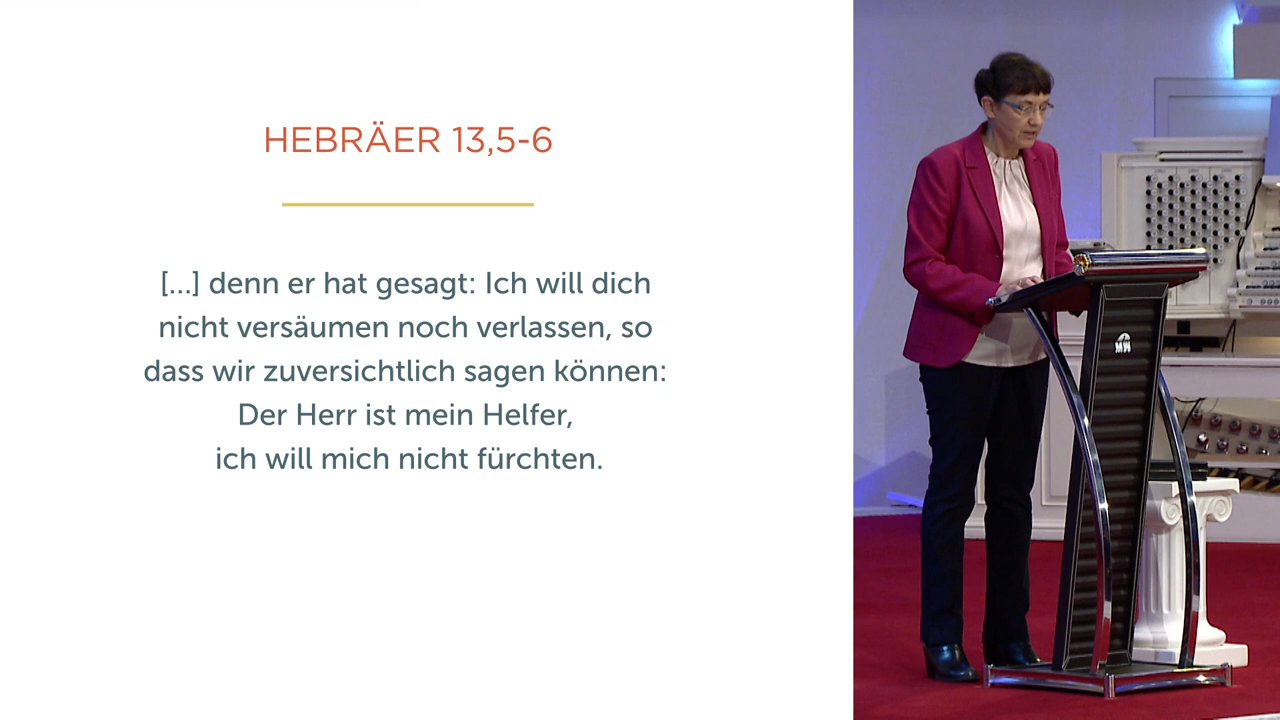 HEBRÄER 13,5-6
[...] denn er hat gesagt: Ich will dich
nicht versäumen noch verlassen, so
dass wir zuversichtlich sagen können:
Der Herr ist mein Helfer,
ich will mich nicht fürchten.
MW